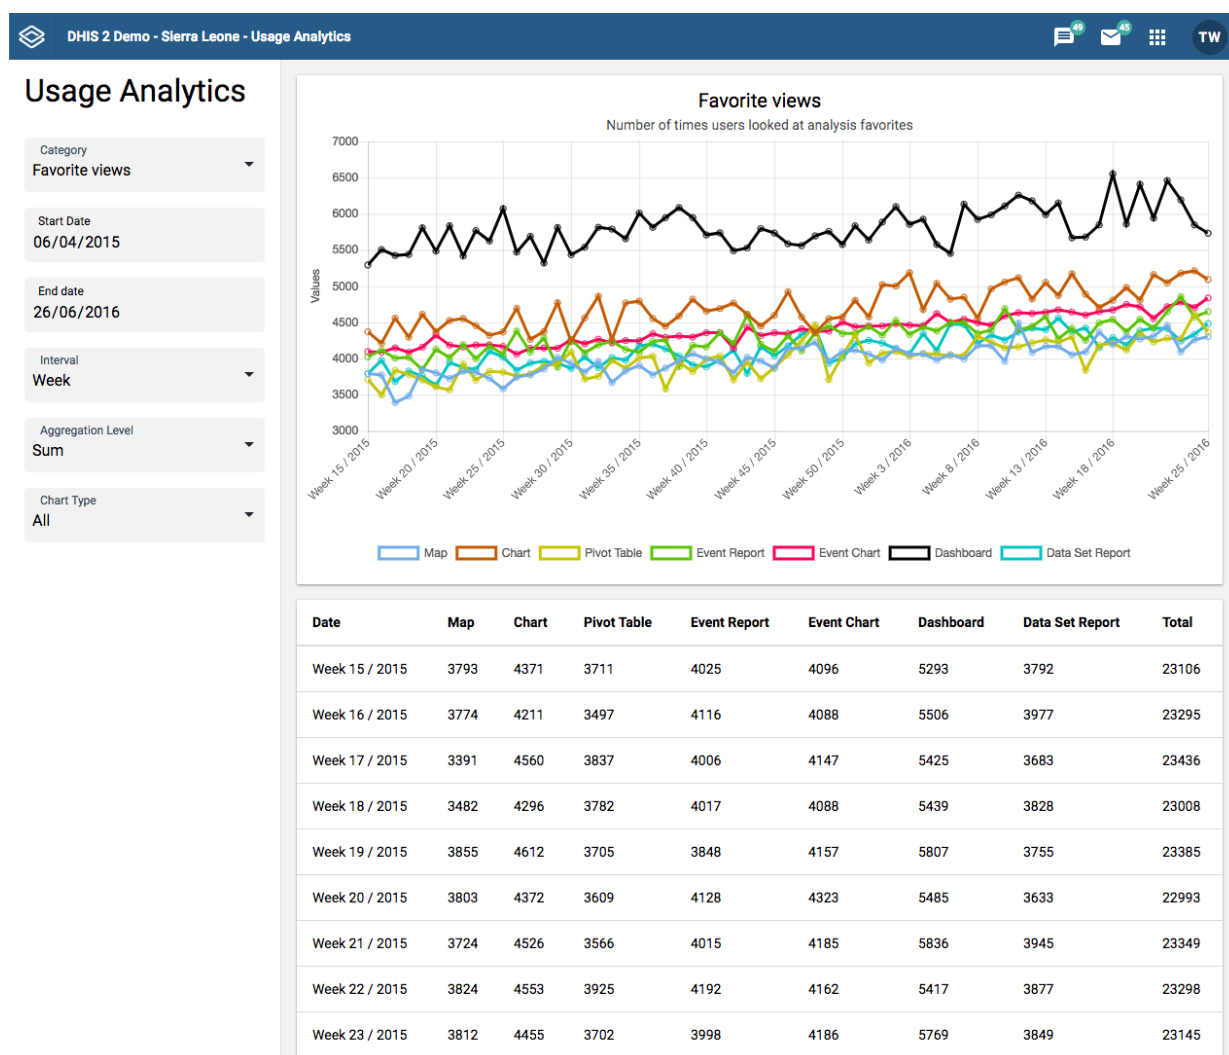 DHIS 2 Demo - Sierra Leone - Usage Analytics
49
45
TW
Usage Analytics
Category
Favorite views
Start Date
06/04/2015
End date
26/06/2016
Interval
Week
Aggregation Level
Sum
Chart Type
All
Favorite views
Number of times users looked at analysis favorites
Values
7000
6500
6000
5500
5000
4500
4000
3500
3000
Week 15 / 2015
Week 20 / 2015
Week 25 / 2015
Week 30 / 2015
Week 35 / 2015
Week 40 / 2015
Week 45 / 2015
Week 50 / 2015
Week 3 / 2016
Week 8 / 2016
Week 13 / 2016
Week 18 / 2016
Week 25 / 2016
Map Chart Pivot Table Event Report Event Chart Dashboard Data Set Report
Date Map Chart Pivot Table Event Report Event Chart Dashboard Data Set Report Total
Week 15 / 2015 3793 4371 3711 4025 4096 5293 3792 23106
Week 16 / 2015 3774 4211 3497 4116 4088 5506 3977 23295
Week 17 / 2015 3391 4560 3837 4006 4147 5425 3683 23436
Week 18 / 2015 3482 4296 3782 4017 4088 5439 3828 23008
Week 19 / 2015 3855 4612 3705 3848 4157 5807 3755 23385
Week 20 / 2015 3803 4372 3609 4128 4323 5485 3633 22993
Week 21 / 2015 3724 4526 3566 4015 4185 5836 3945 23349
Week 22 / 2015 3824 4553 3925 4192 4162 5417 3877 23298
Week 23 / 2015 3812 4455 3702 3998 4186 5769 3849 23145